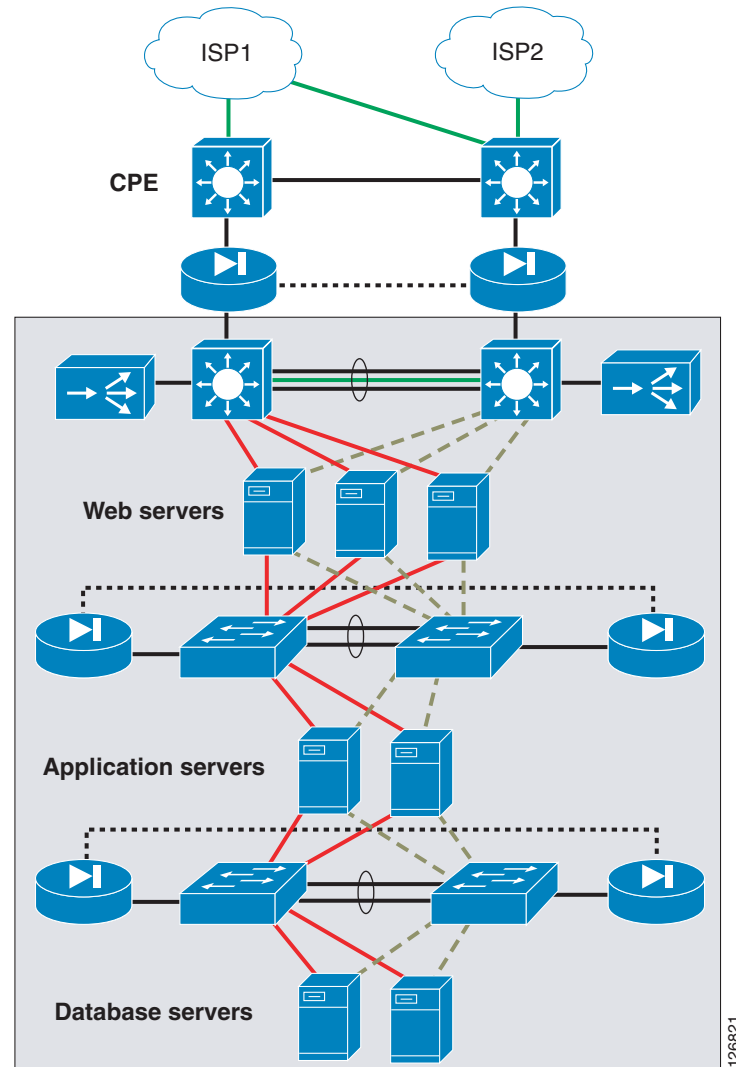 ISP1
ISP2
CPE
Web servers
Application servers
Database servers
126821